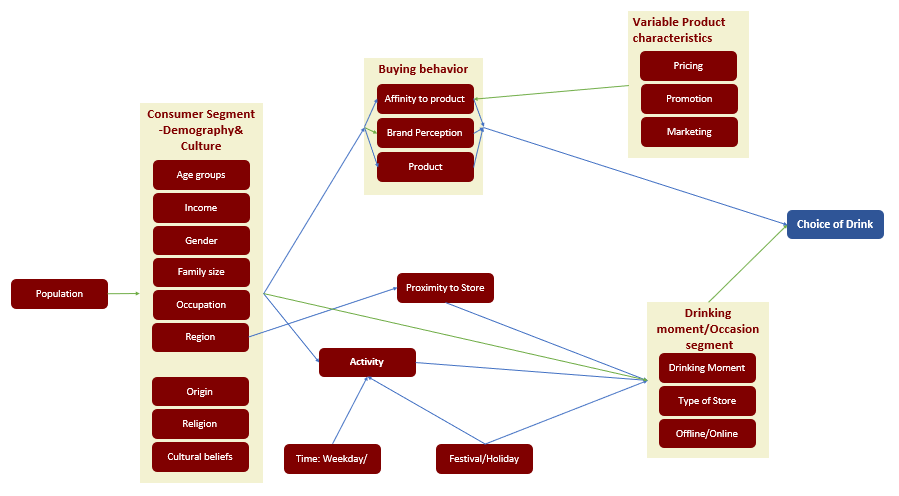 Variable Product
characteristics
Pricing
Promotion
Marketing
Buying behavior
Affinity to product
Brand Perception
Product
Consumer Segment
-Demography&
Culture
Age groups
Income
Gender
Family size
Occupation
Region
Origin
Religion
Cultural beliefs
Population
Proximity to Store
Activity
Time: Weekday/
Festival/Holiday
Choice of Drink
Drinking
moment/Occasion
segment
Drinking Moment
Type of Store
Offline/Online